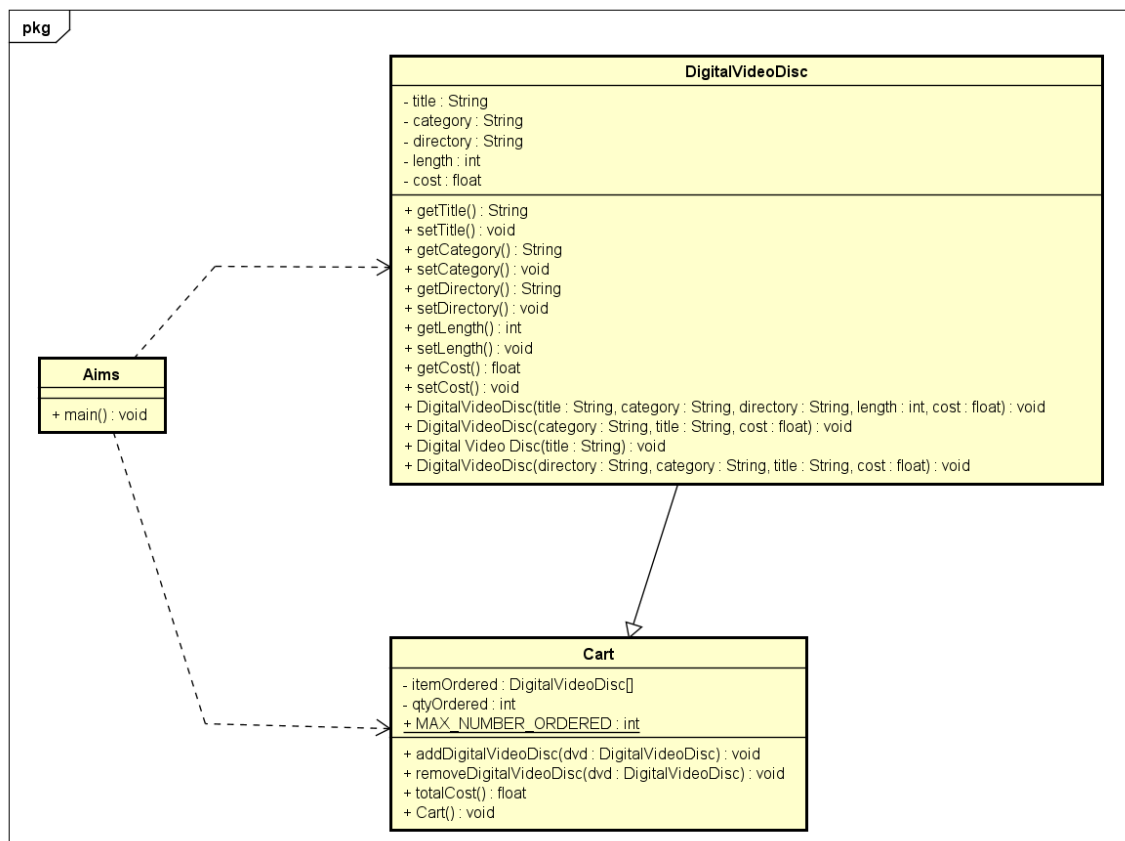 pkg
DigitalVideoDisc
- title : String
- category : String
- directory : String
- length : int
- cost : float
+ getTitle() : String
+ setTitle() : void
+ getCategory() : String
+ setCategory() : void
+ getDirectory() : String
+ setDirectory() : void
+ getLength() : int
+ setLength() : void
+ getCost() : float
+ setCost() : void
+ DigitalVideoDisc(title : String, category : String, directory : String, length : int, cost : float) : void
+ DigitalVideoDisc(category : String, title : String, cost : float) : void
+ Digital Video Disc(title : String) : void
+ DigitalVideoDisc(directory : String, category : String, title : String, cost : float) : void
Aims
+ main() : void
Cart
- itemOrdered : DigitalVideoDisc[]
- qtyOrdered : int
+ MAX_NUMBER_ORDERED : int
+ addDigitalVideoDisc(dvd : DigitalVideoDisc) : void
+ removeDigitalVideoDisc(dvd : DigitalVideoDisc) : void
+ totalCost() : float
+ Cart() : void